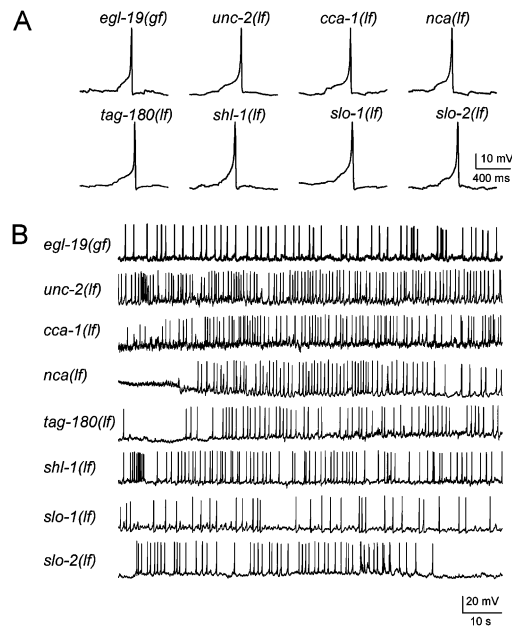 A
egl-19(gf) unc-2(lf) cca-1(lf) nca(lf)
tag-180(lf) shl-1(lf) slo-1(lf) slo-2(lf)
10 mV
400 ms
B
egl-19(gf)
unc-2(lf)
cca-1(lf)
nca(lf)
tag-180(lf)
shl-1(lf)
slo-1(lf)
slo-2(lf)
20 mV
10 s